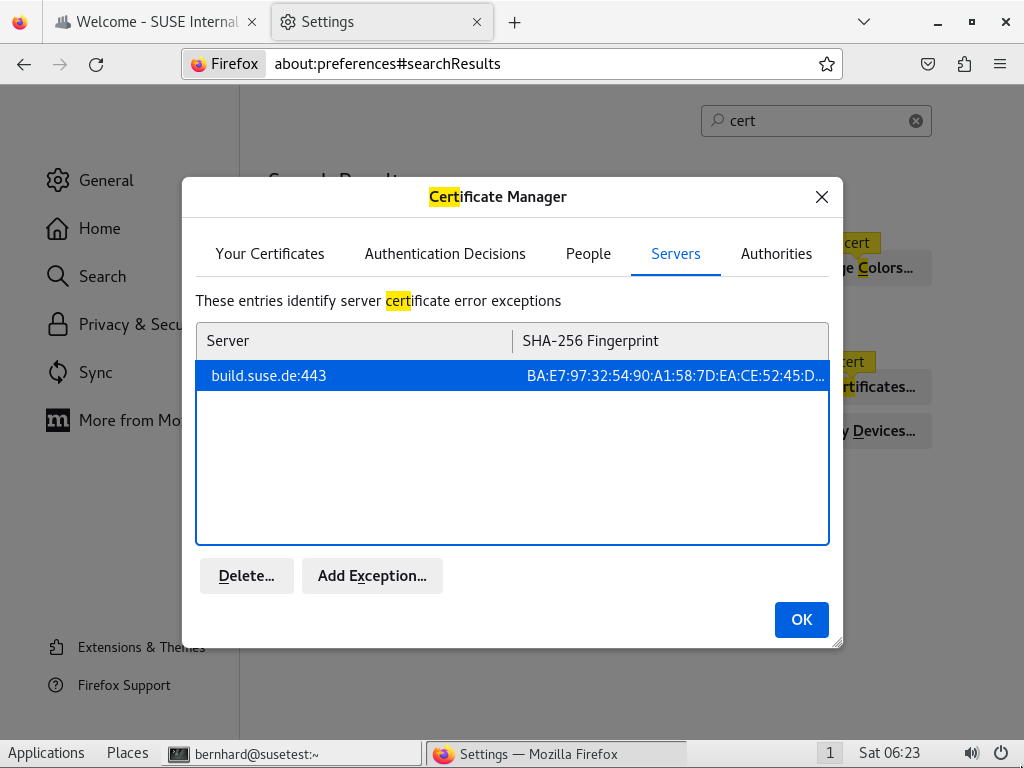 Welcome - SUSE Internal
Settings
Firefox
about:preferences#searchResults
cert
General
Home
Search
Privacy & Secu
Sync
More from Mo
Extensions & Themes
Firefox Support
Search Results
cert
ge Colors...
cert
rtificates...
y Devices...
Certificate Manager
Your Certificates
Authentication Decisions
People
Servers
Authorities
These entries identify server certificate error exceptions
Server
SHA-256 Fingerprint
build.suse.de:443
BA:E7:97:32:54:90:A1:58:7D:EA:CE:52:45:D...
Delete...
Add Exception...
OK
Applications
Places
bernhard@susetest:~
Settings — Mozilla Firefox
1
Sat 06:23